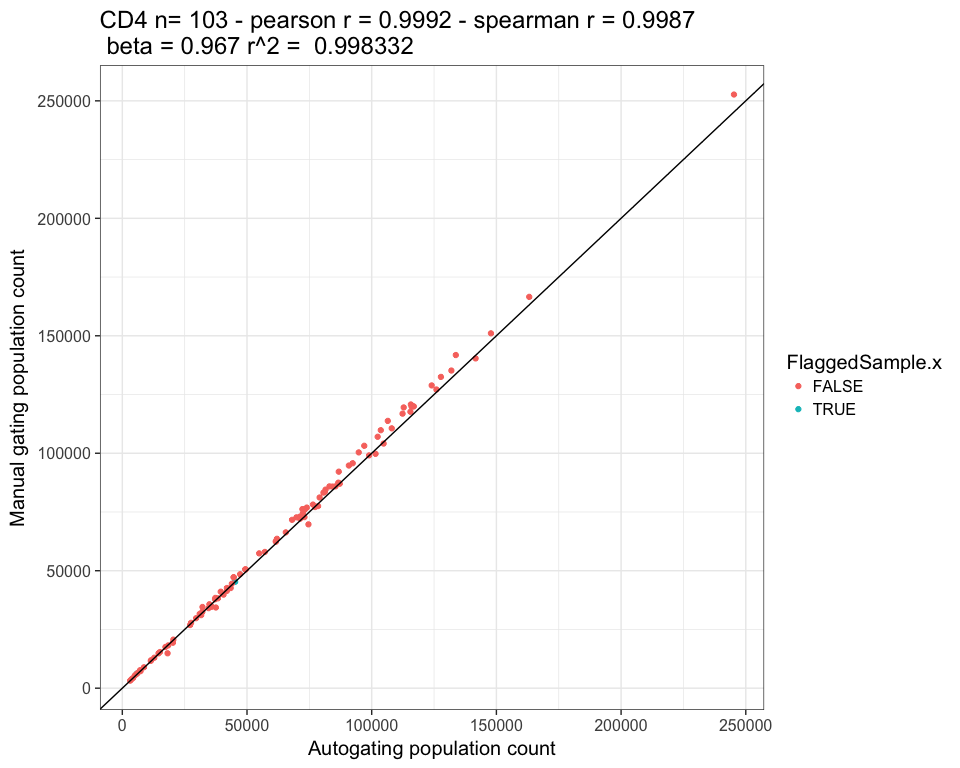 CD4 n= 103 - pearson r = 0.9992 - spearman r = 0.9987
beta = 0.967 r^2 =  0.998332
Manual gating population count
250000
200000
150000
100000
50000
0
0 50000 100000 150000 200000 250000
Autogating population count
FlaggedSample.x
FALSE
TRUE